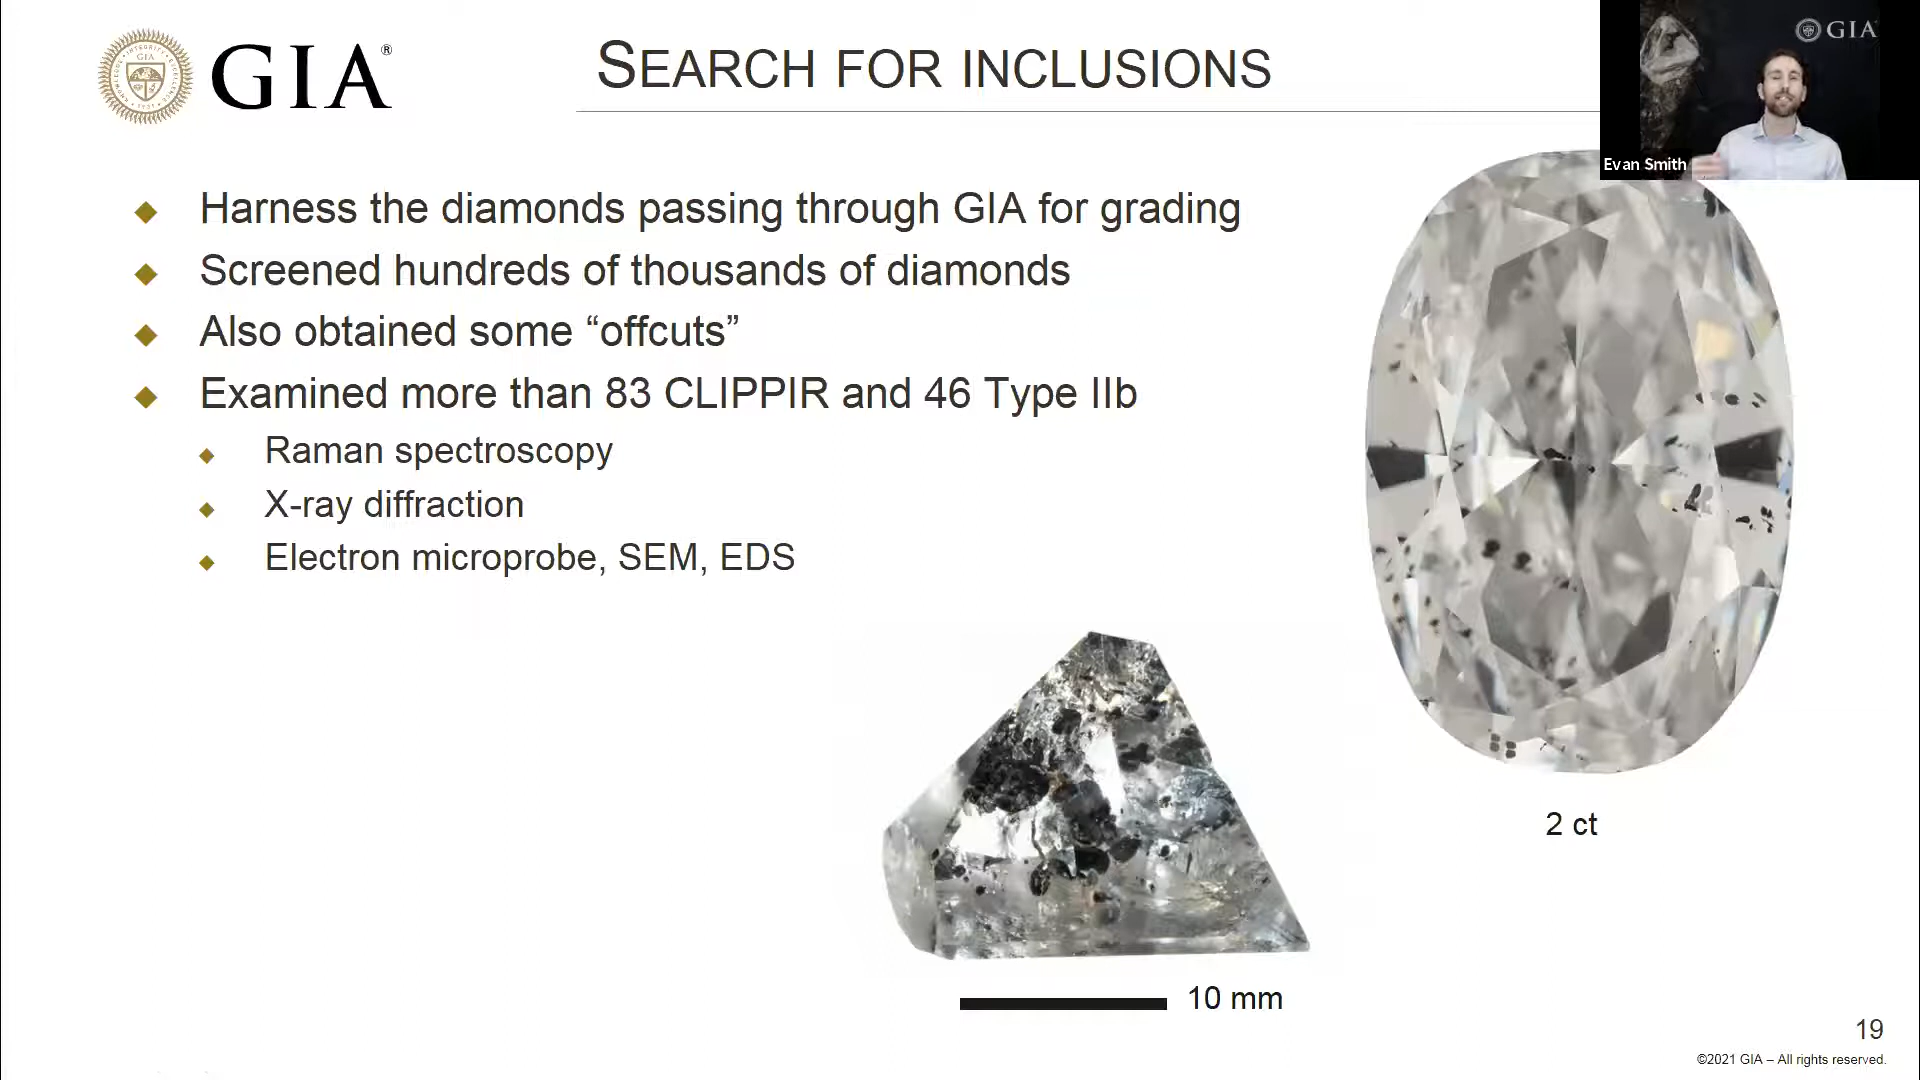 GIA®
SEARCH FOR INCLUSIONS
GIA
Evan Smith
Harness the diamonds passing through GIA for grading
Screened hundreds of thousands of diamonds
Also obtained some “offcuts”
Examined more than 83 CLIPPIR and 46 Type IIb
Raman spectroscopy
X-ray diffraction
Electron microprobe, SEM, EDS
2 ct
10 mm
19
©2021 GIA – All rights reserved.